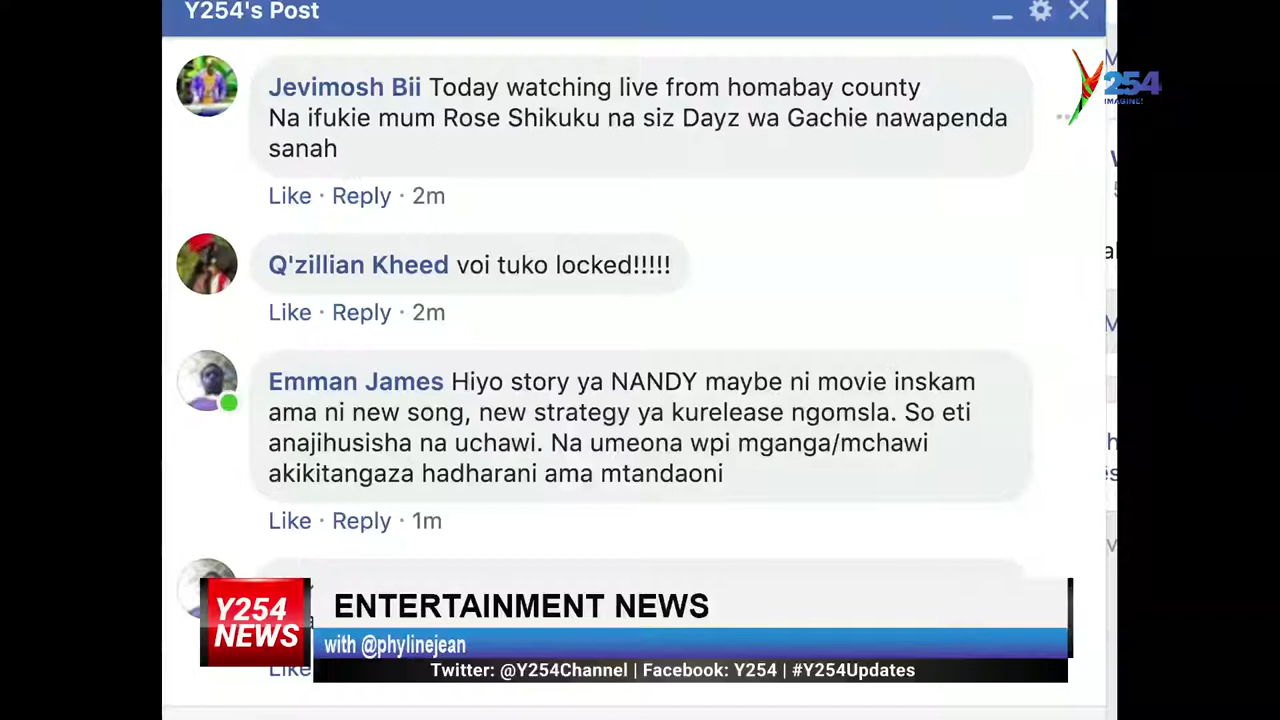 Y254's Post
Y254
IMAGINE!
Jevimosh Bii Today watching live from homabay county
Na ifukie mum Rose Shikuku na siz Dayz wa Gachie nawapenda
sanah
Like · Reply · 2m
Q'zillian Kheed voi tuko locked!!!!!
Like · Reply · 2m
Emman James Hiyo story ya NANDY maybe ni movie inskam
ama ni new song, new strategy ya kurelease ngomsla. So eti
anajihusisha na uchawi. Na umeona wpi mganga/mchawi
akikitangaza hadharani ama mtandaoni
Like · Reply · 1m
Y254
NEWS
ENTERTAINMENT NEWS
with @phylinejean
Like
Twitter: @Y254Channel | Facebook: Y254 | #Y254Updates